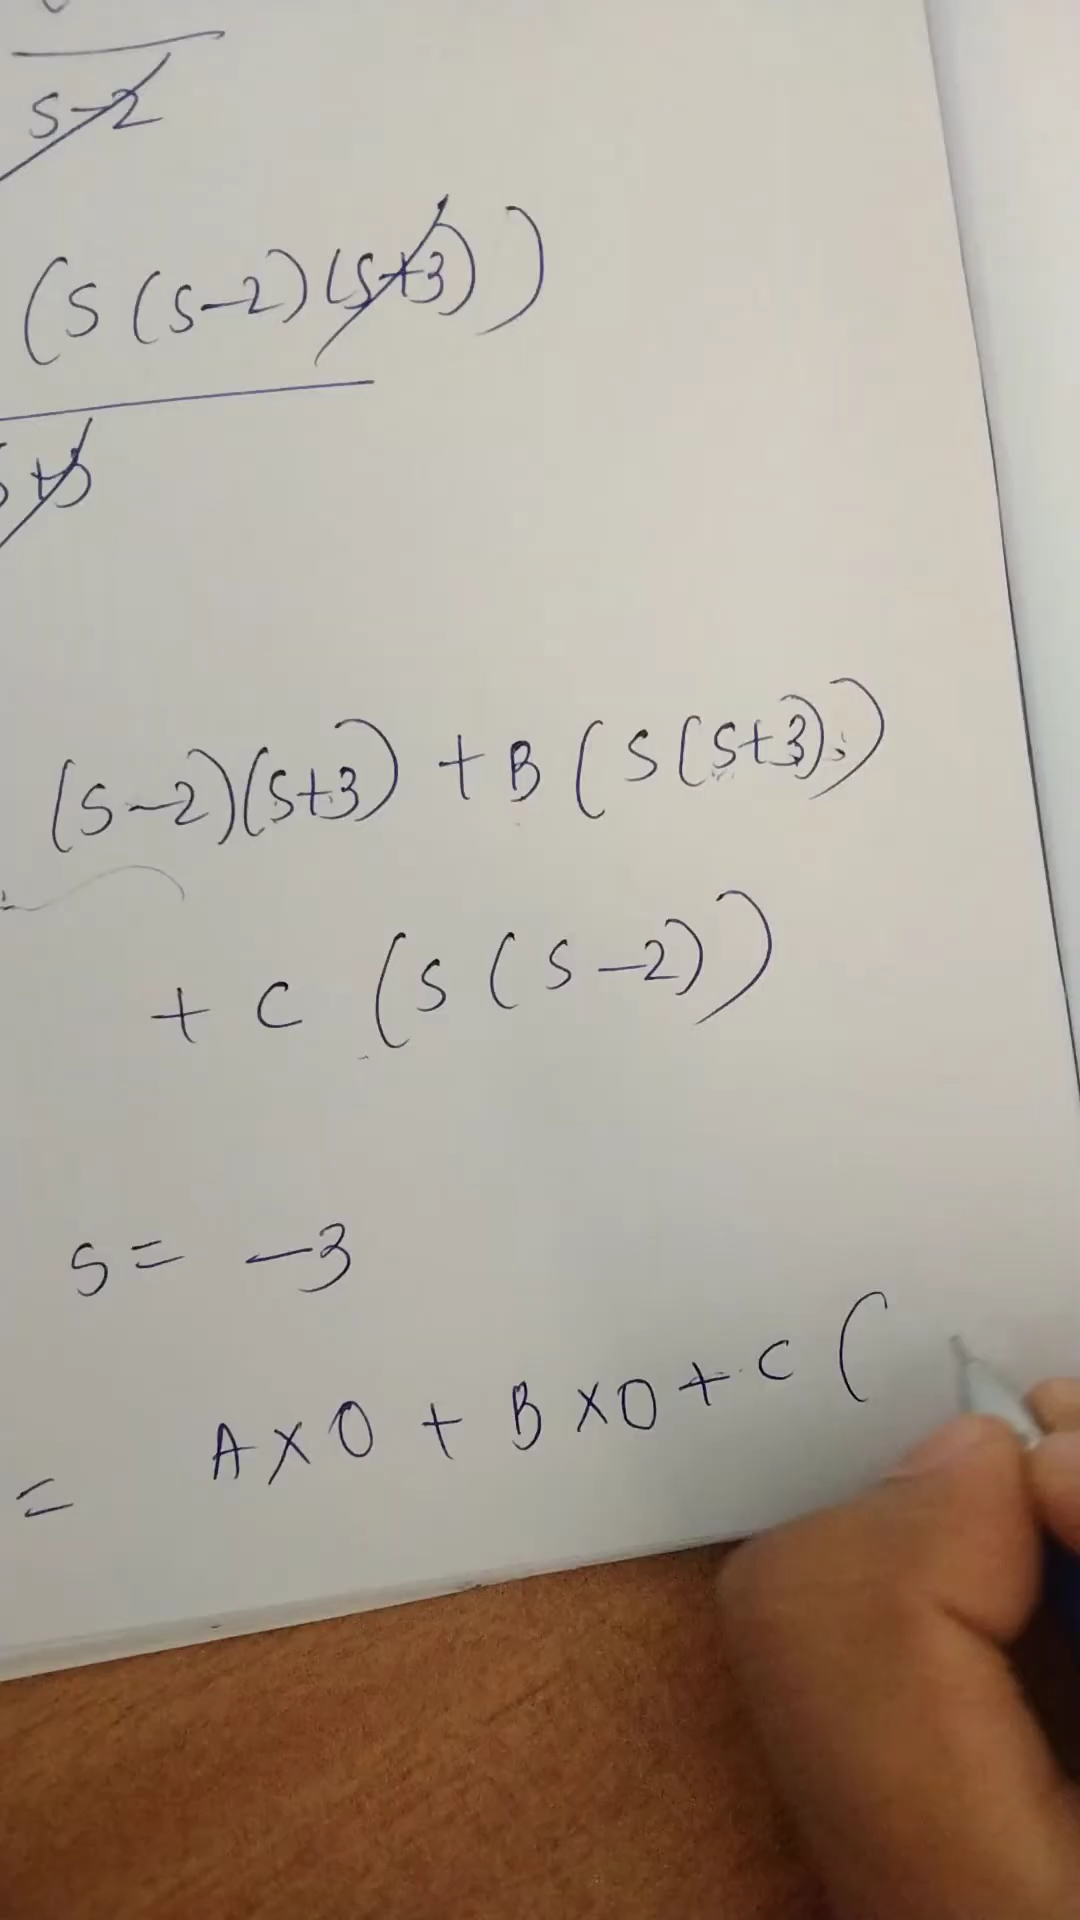 S-2
(S(S-2)(S+3))
S+3
(S-2)(S+3) + B(S(S+3))
+ C (S(S-2))
S = -3
= A×0 + B×0 + C (